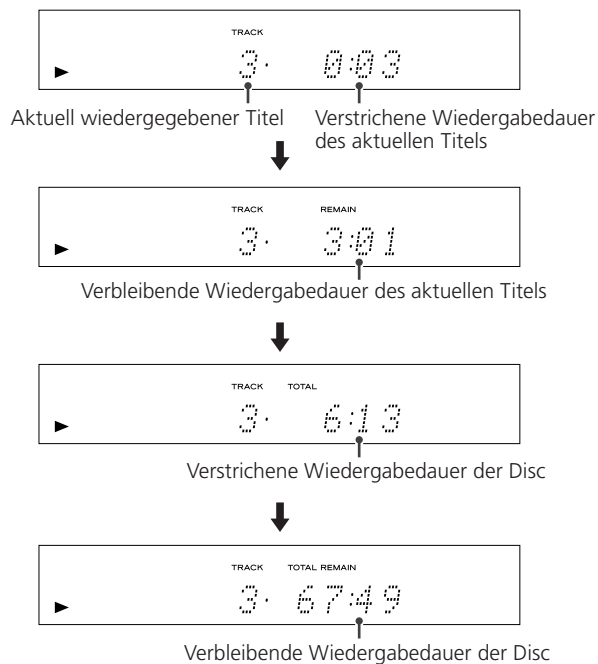 TRACK
3. 0:03
Aktuell wiedergegebener Titel
Verstrichene Wiedergabedauer
des aktuellen Titels
TRACK REMAIN
3. 3:01
Verbleibende Wiedergabedauer des aktuellen Titels
TRACK TOTAL
3. 6:13
Verstrichene Wiedergabedauer der Disc
TRACK TOTAL REMAIN
3. 67:49
Verbleibende Wiedergabedauer der Disc